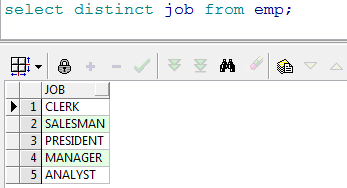 select distinct job from emp;
JOB
1 CLERK
2 SALESMAN
3 PRESIDENT
4 MANAGER
5 ANALYST